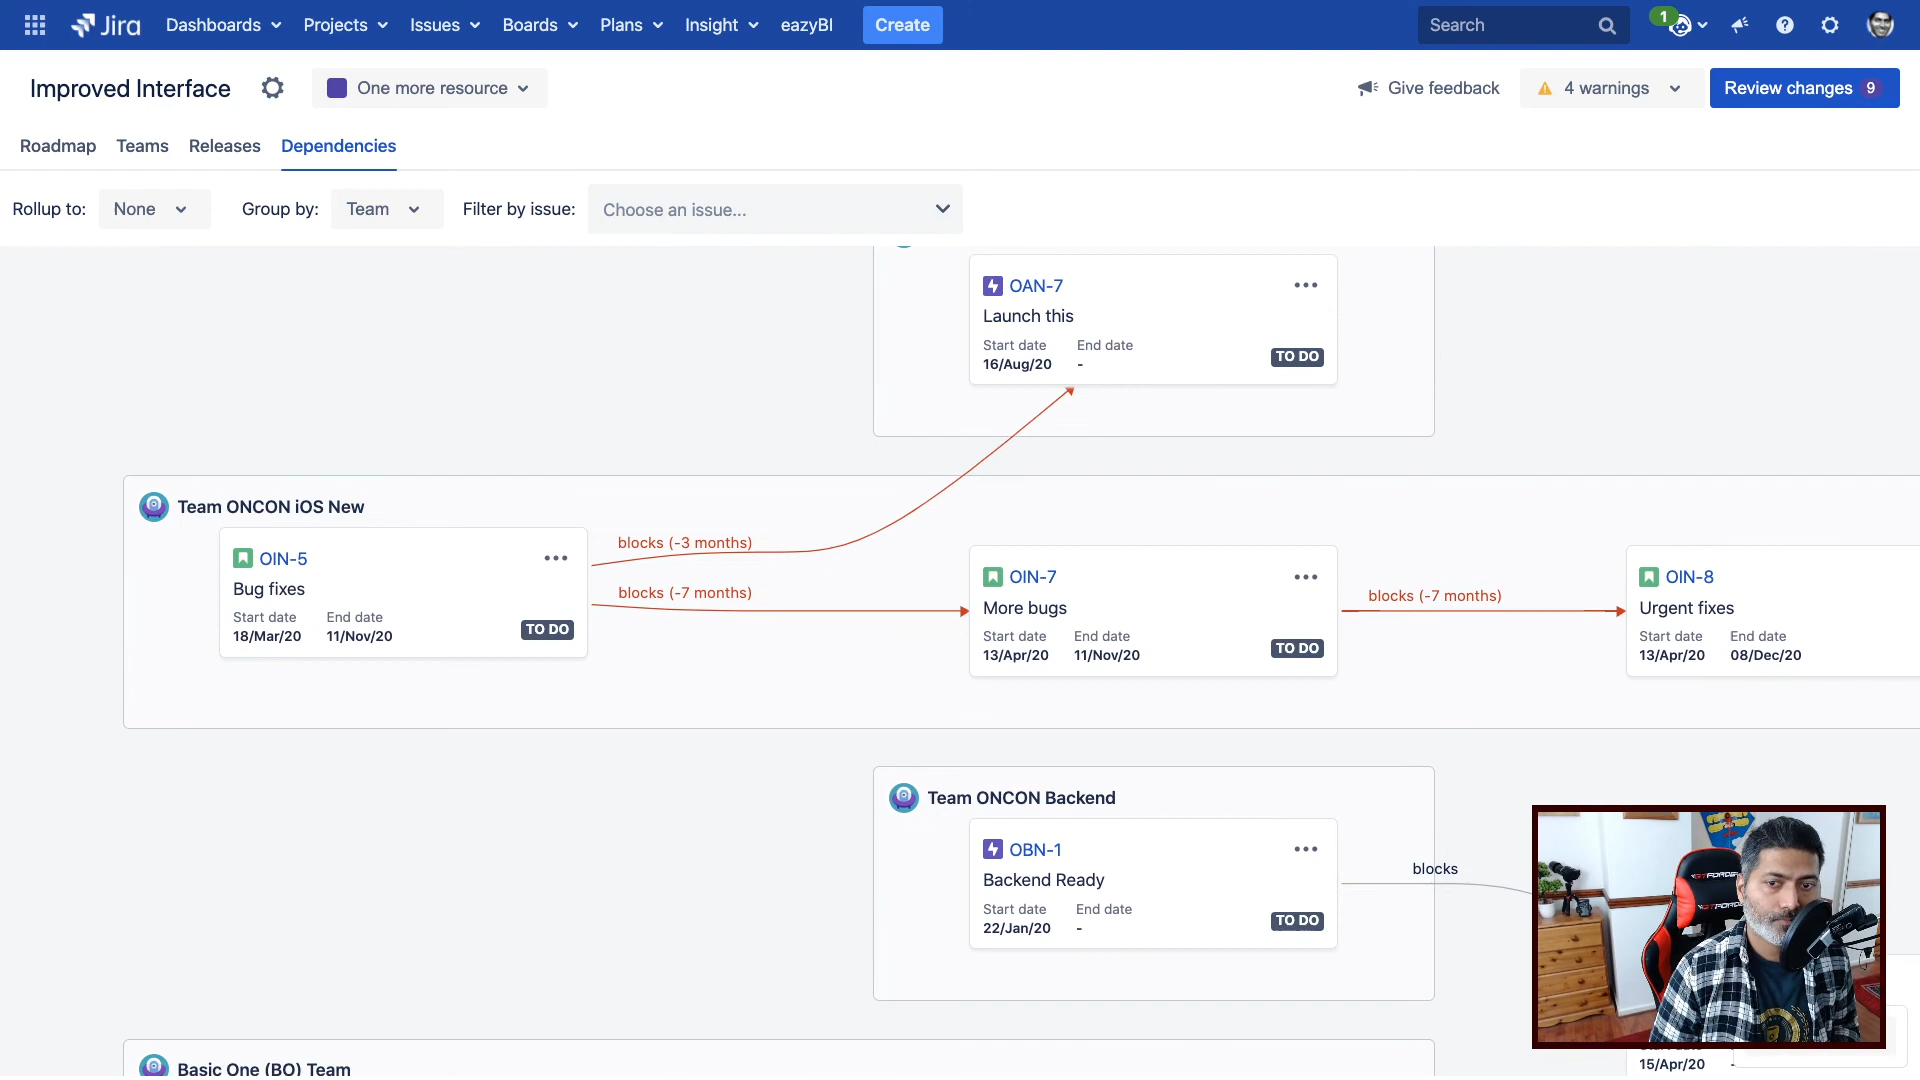 Jira Dashboards Projects Issues Boards Plans Insight eazyBI Create Search 1
Improved Interface One more resource Give feedback 4 warnings Review changes 9
Roadmap Teams Releases Dependencies
Rollup to: None Group by: Team Filter by issue: Choose an issue...
OAN-7
Launch this
Start date End date
16/Aug/20 -
TO DO
Team ONCON iOS New
OIN-5
Bug fixes
Start date End date
18/Mar/20 11/Nov/20
TO DO
blocks (-3 months)
blocks (-7 months)
OIN-7
More bugs
Start date End date
13/Apr/20 11/Nov/20
TO DO
blocks (-7 months)
OIN-8
Urgent fixes
Start date End date
13/Apr/20 08/Dec/20
Team ONCON Backend
OBN-1
Backend Ready
Start date End date
22/Jan/20 -
TO DO
blocks
Basic One (BO) Team
15/Apr/20 -